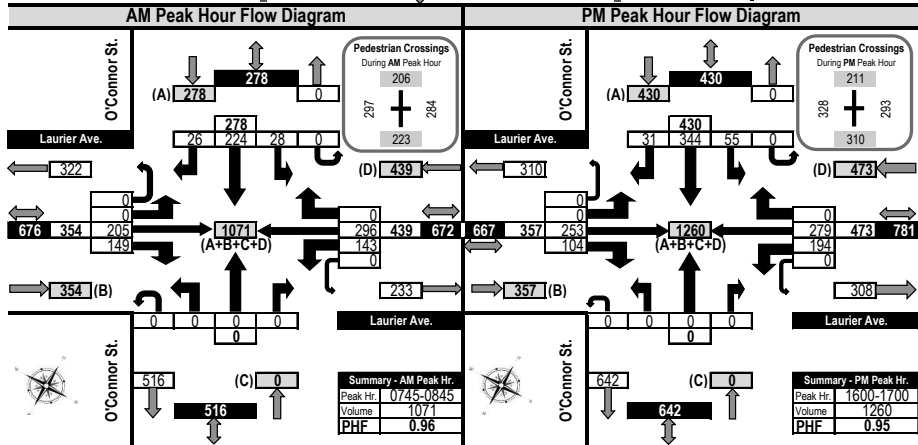 AM Peak Hour Flow Diagram
O'Connor St.
278
(A) 278 0
Pedestrian Crossings
During AM Peak Hour
206
297 284
223
278
26 224 28 0
Laurier Ave.
322
(D) 439
0
0
676 354 205
149
1071
(A+B+C+D)
0
296 439 672
143
0
354 (B)
233
0 0 0 0
0
Laurier Ave.
O'Connor St.
516
(C) 0
516
Summary - AM Peak Hr.
Peak Hr. 0745-0845
Volume 1071
PHF 0.96
PM Peak Hour Flow Diagram
O'Connor St.
430
(A) 430 0
Pedestrian Crossings
During PM Peak Hour
211
328 293
310
430
31 344 55 0
Laurier Ave.
310
(D) 473
0
0
667 357 253
104
1260
(A+B+C+D)
0
279 473 781
194
0
357 (B)
308
0 0 0 0
0
Laurier Ave.
O'Connor St.
642
(C) 0
642
Summary - PM Peak Hr.
Peak Hr. 1600-1700
Volume 1260
PHF 0.95